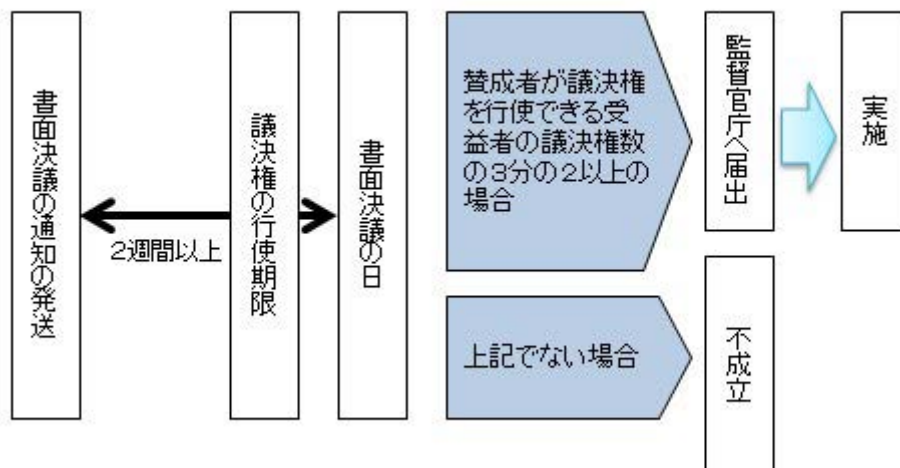 書面決議の通知の発送
2週間以上
議決権の行使期限
書面決議の日
賛成者が議決権
を行使できる受
益者の議決権数
の3分の2以上の
場合
監督官庁へ届出
実施
上記でない場合
不成立